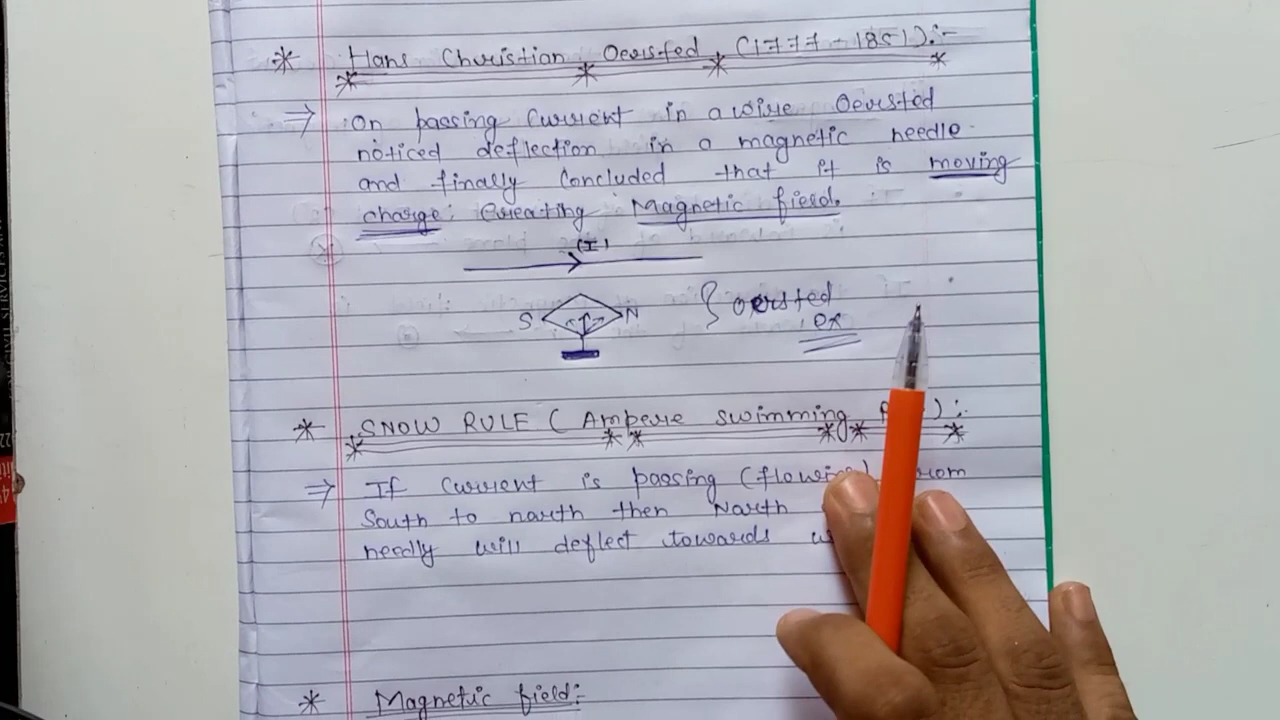 * Hans Christian Oersted (1777-1851):-
⇒ On passing current in a wire Oersted
noticed deflection in a magnetic needle.
and finally concluded that it is moving
charge; creating Magnetic field.
(I)
S N } oersted
ex
* SNOW RULE (Ampere swimming ):-
⇒ If current is passing (flowing) from
South to north then North
needly will deflect towards
* Magnetic field:-